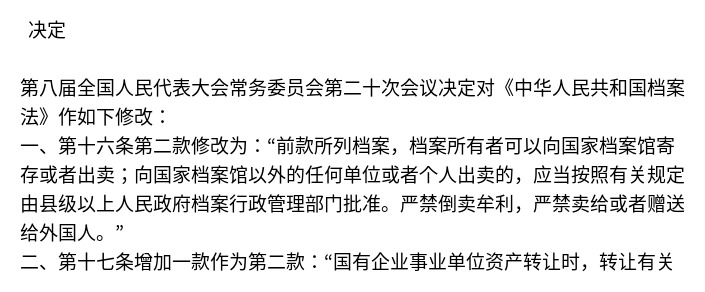 决定
第八届全国人民代表大会常务委员会第二十次会议决定对《中华人民共和国档案
法》作如下修改：
一、第十六条第二款修改为：“前款所列档案，档案所有者可以向国家档案馆寄
存或者出卖；向国家档案馆以外的任何单位或者个人出卖的，应当按照有关规定
由县级以上人民政府档案行政管理部门批准。严禁倒卖牟利，严禁卖给或者赠送
给外国人。”
二、第十七条增加一款作为第二款：“国有企业事业单位资产转让时，转让有关